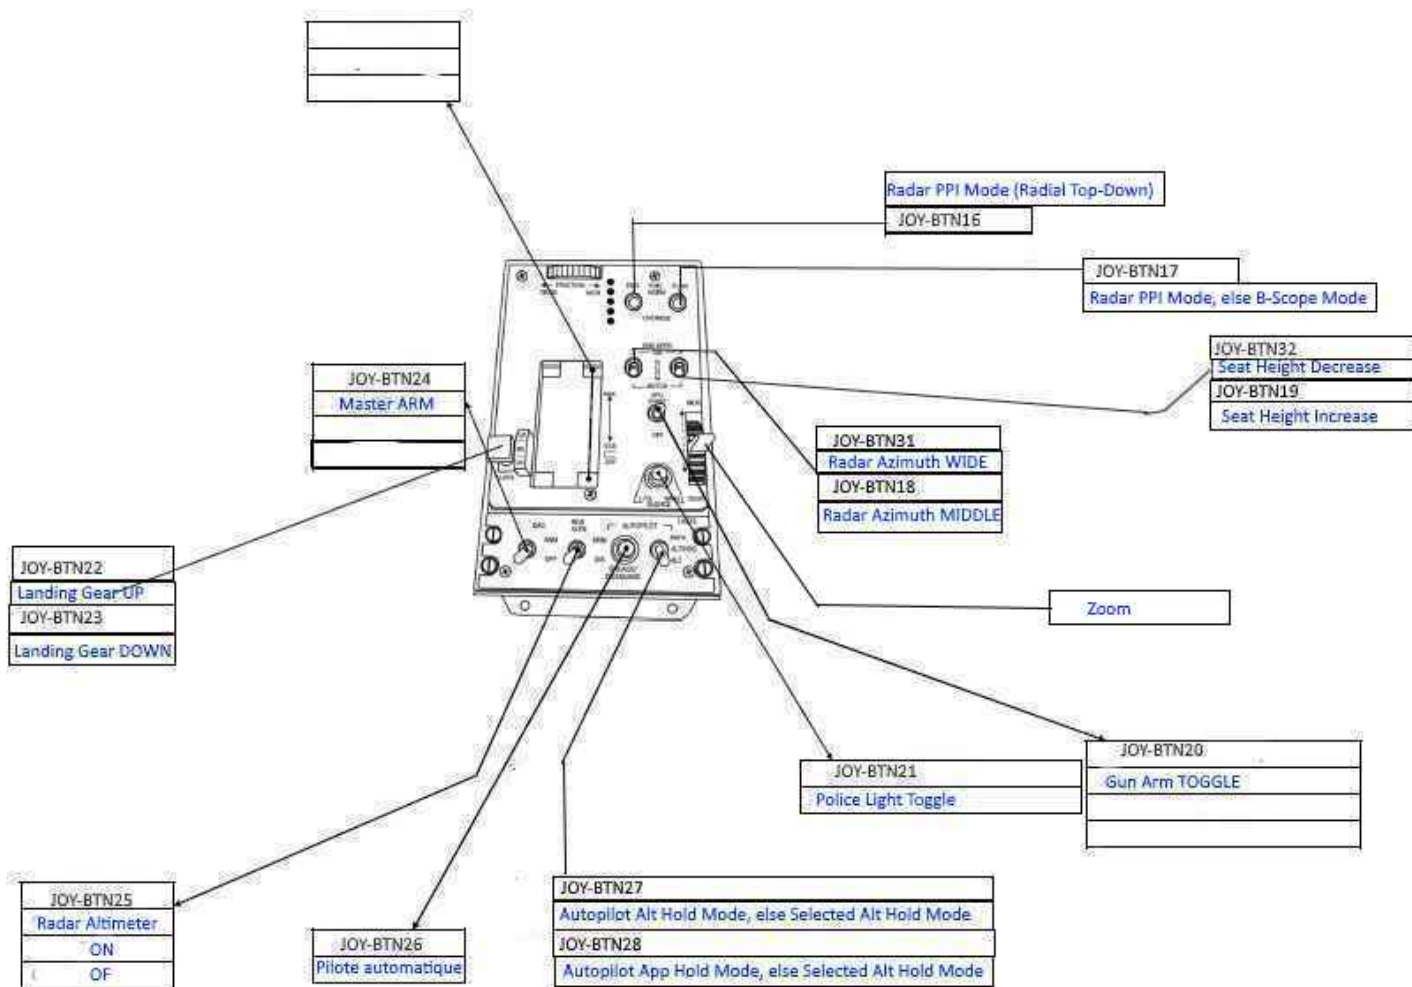 Radar PPI Mode (Radial Top-Down)
JOY-BTN16
JOY-BTN17
Radar PPI Mode, else B-Scope Mode
JOY-BTN32
Seat Height Decrease
JOY-BTN19
Seat Height Increase
JOY-BTN24
Master ARM
JOY-BTN31
Radar Azimuth WIDE
JOY-BTN18
Radar Azimuth MIDDLE
OFF
AUTOPILOT
JOY-BTN22
Landing Gear UP
JOY-BTN23
Landing Gear DOWN
Zoom
JOY-BTN20
Gun Arm TOGGLE
JOY-BTN21
Police Light Toggle
JOY-BTN25
Radar Altimeter
ON
OF
JOY-BTN26
Pilote automatique
JOY-BTN27
Autopilot Alt Hold Mode, else Selected Alt Hold Mode
JOY-BTN28
Autopilot App Hold Mode, else Selected Alt Hold Mode